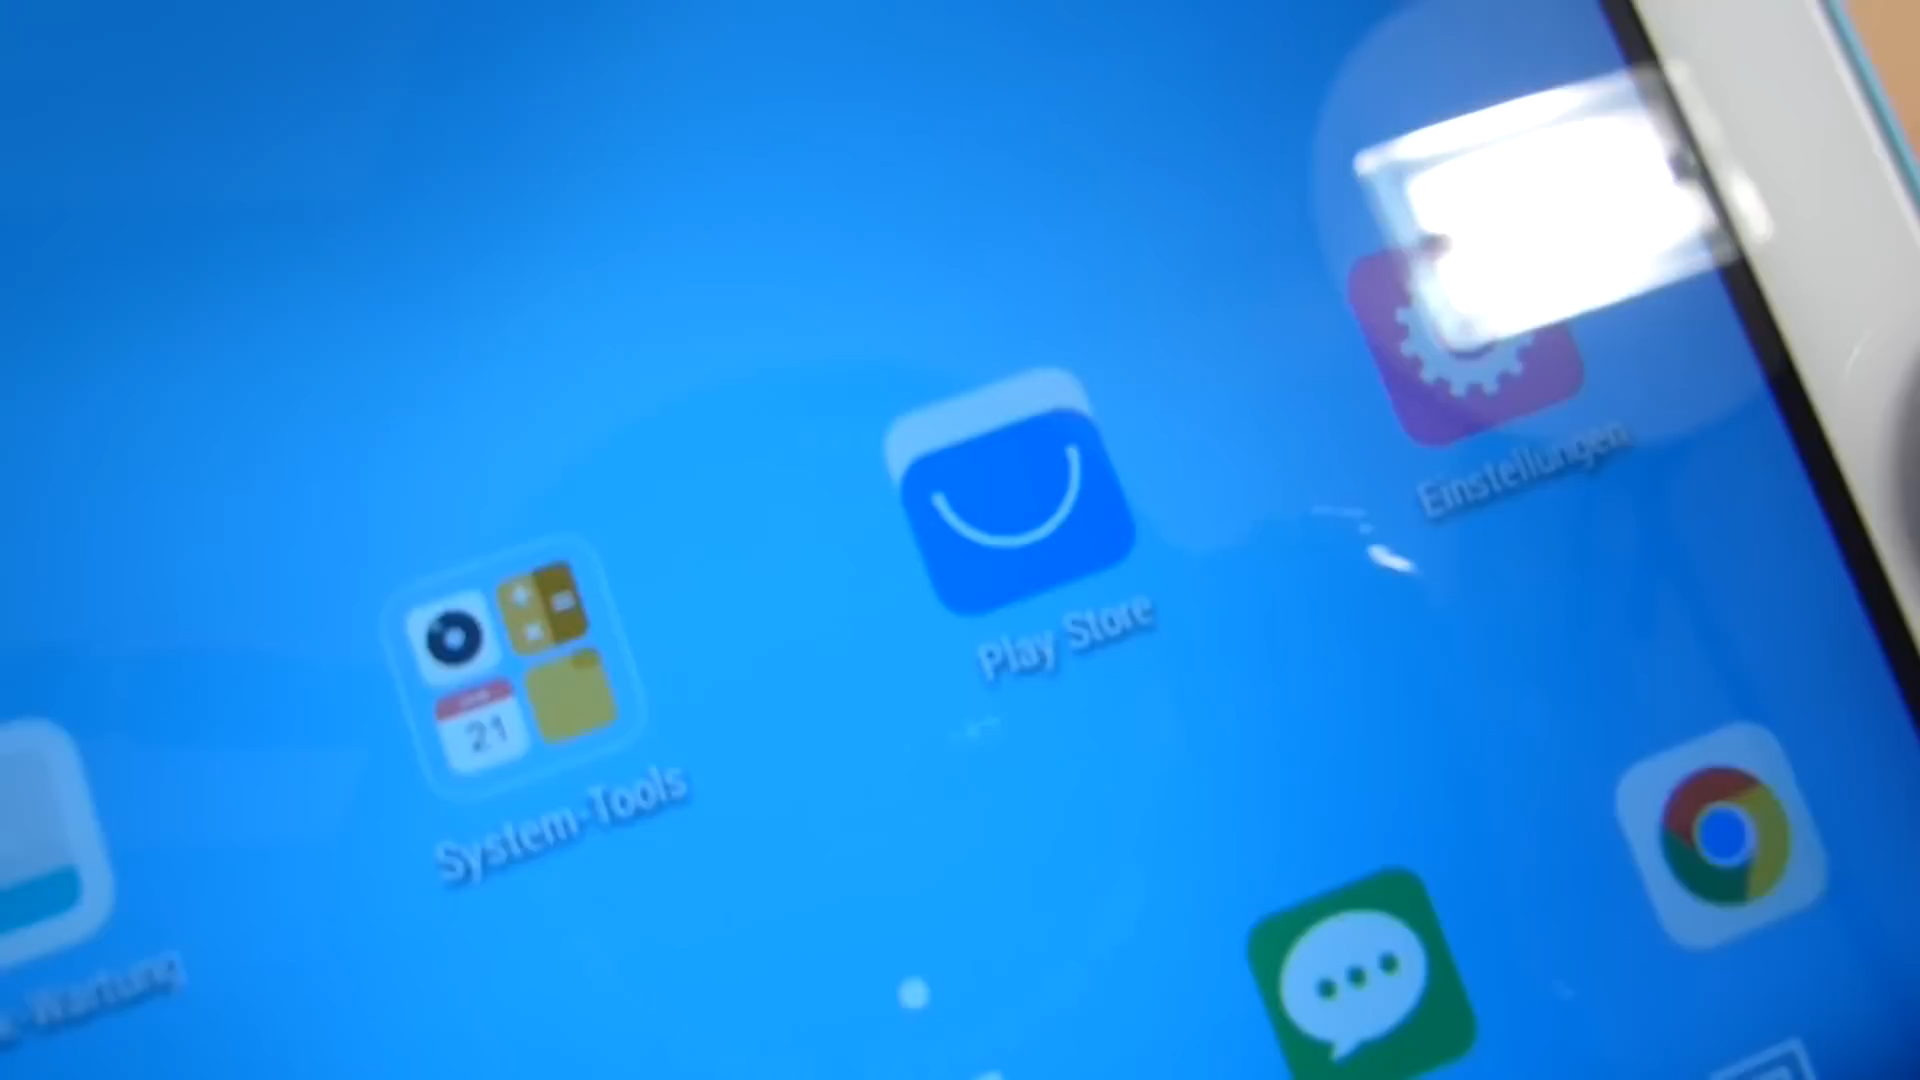 Einstellungen
Play Store
21
System-Tools
-Wartung